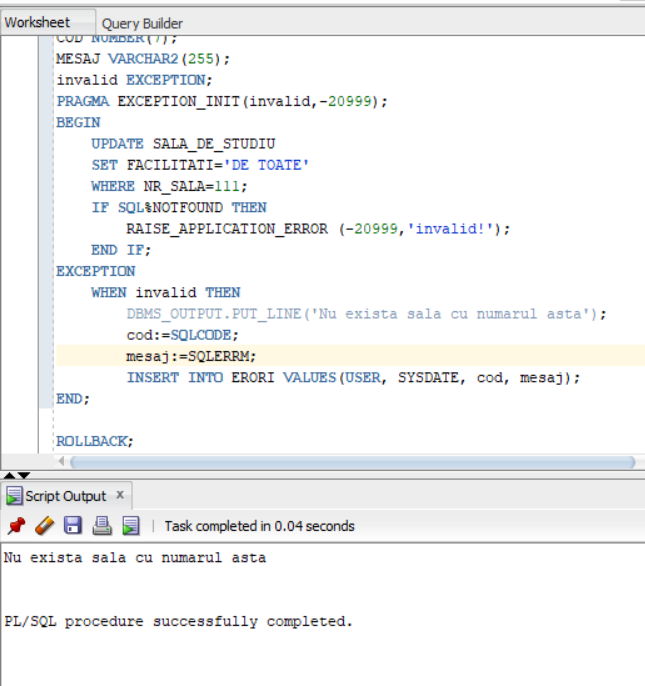 Worksheet Query Builder
COD NUMBER(7);
MESAJ VARCHAR2(255);
invalid EXCEPTION;
PRAGMA EXCEPTION_INIT(invalid,-20999);
BEGIN
UPDATE SALA_DE_STUDIU
SET FACILITATI='DE TOATE'
WHERE NR_SALA=111;
IF SQL%NOTFOUND THEN
RAISE_APPLICATION_ERROR (-20999,'invalid!');
END IF;
EXCEPTION
WHEN invalid THEN
DBMS_OUTPUT.PUT_LINE('Nu exista sala cu numarul asta');
cod:=SQLCODE;
mesaj:=SQLERRM;
INSERT INTO ERORI VALUES(USER, SYSDATE, cod, mesaj);
END;
ROLLBACK;
Script Output x
Task completed in 0.04 seconds
Nu exista sala cu numarul asta
PL/SQL procedure successfully completed.